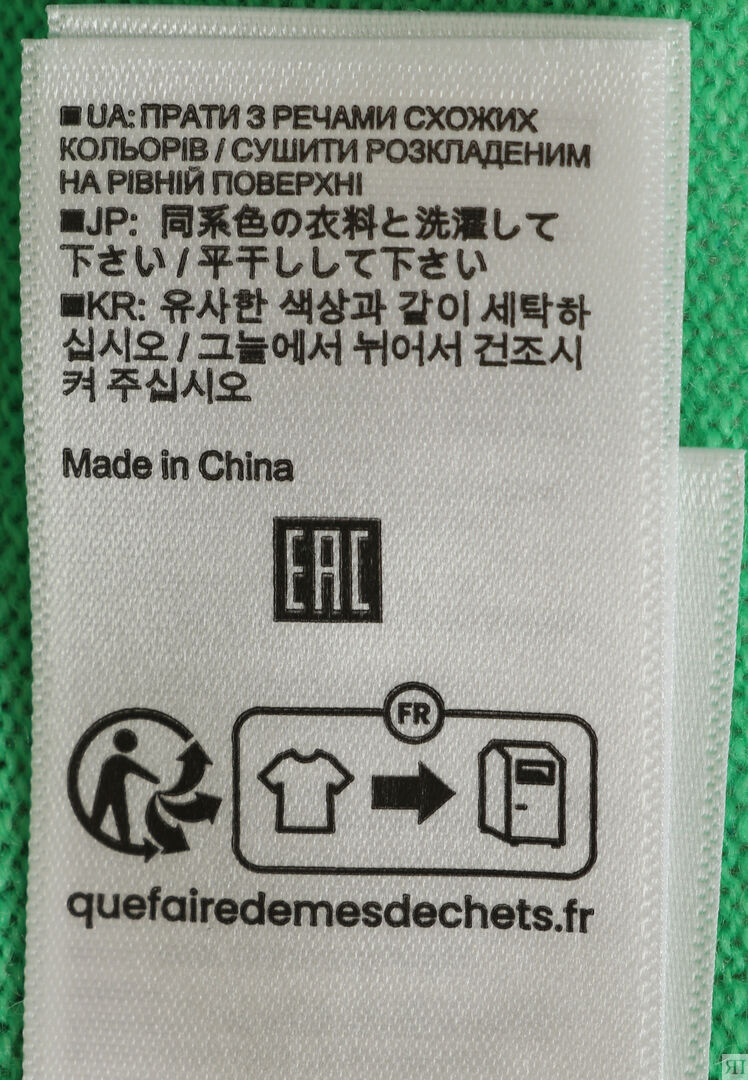 ■UA: ПРАТИ З РЕЧАМИ СХОЖИХ
КОЛЬОРІВ / СУШИТИ РОЗКЛАДЕНИМ
НА РІВНІЙ ПОВЕРХНІ
■JP: 同系色の衣料と洗濯して
下さい / 平干しして下さい
■KR: 유사한 색상과 같이 세탁하
십시오 / 그늘에서 뉘어서 건조시
켜 주십시오
Made in China
EAC
FR
quefairedemesdechets.fr